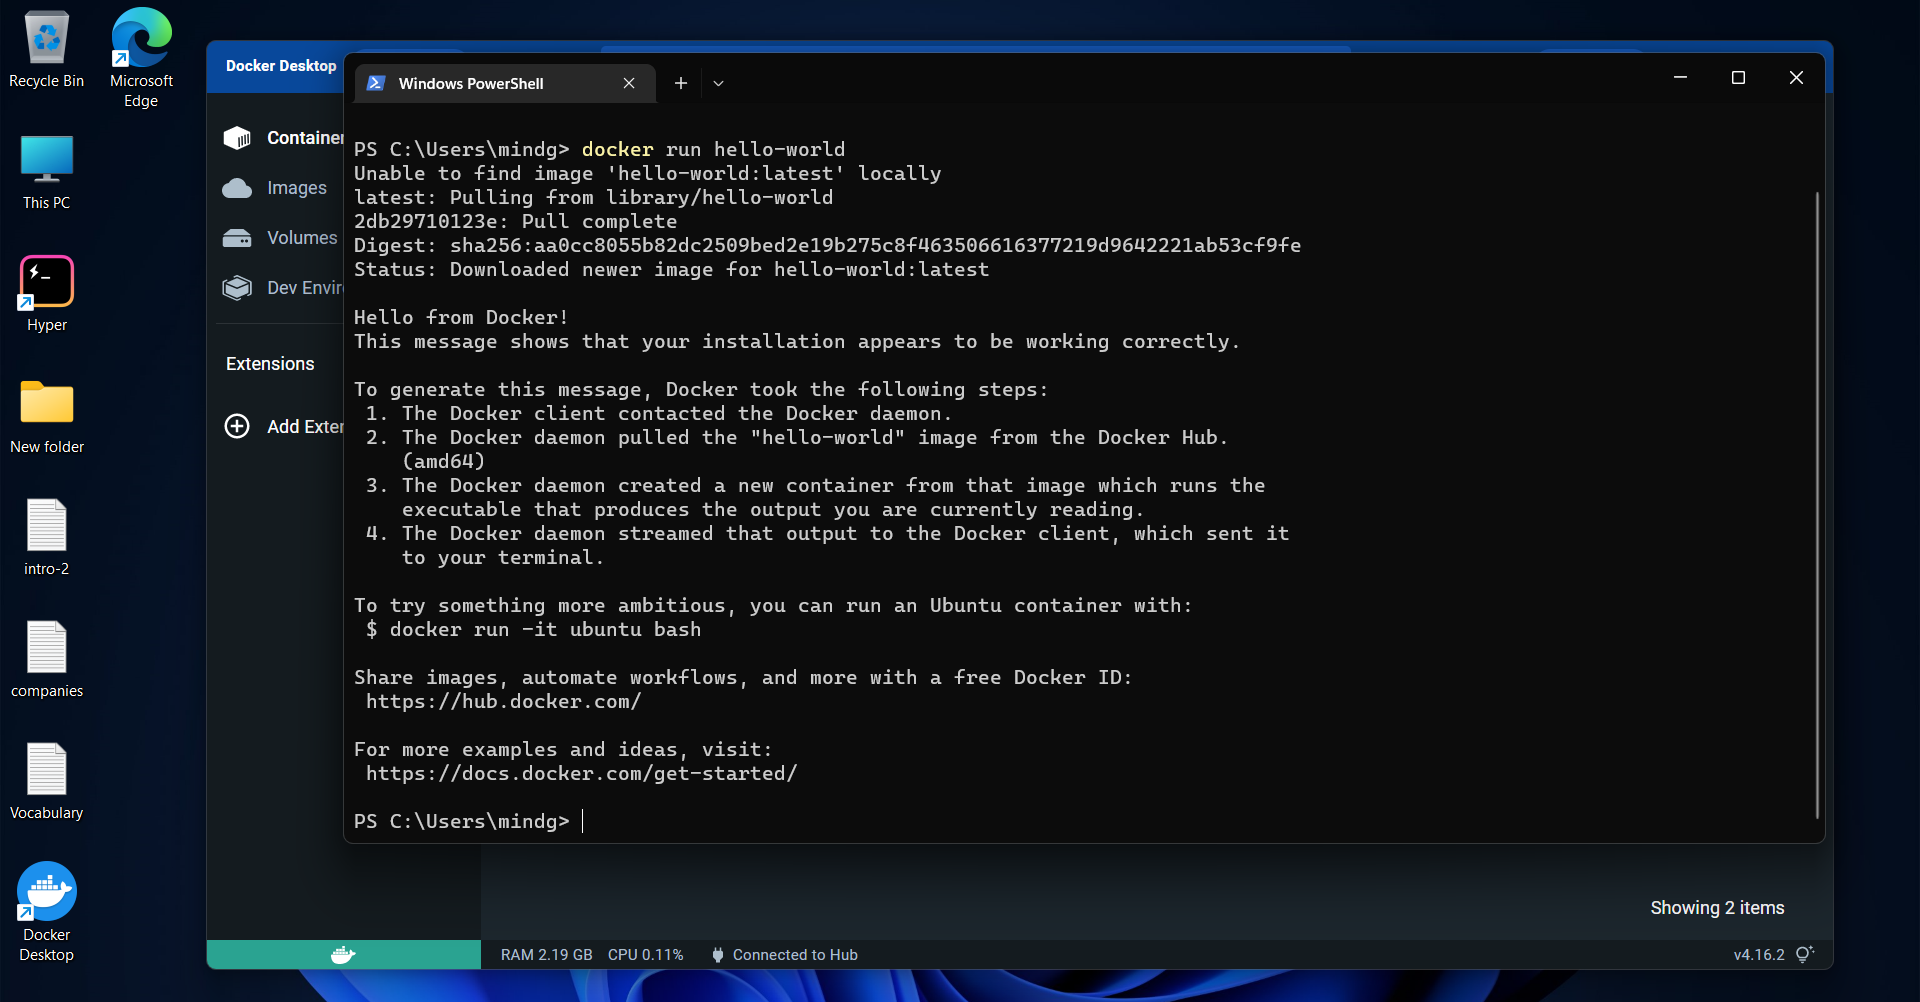 Recycle Bin
Microsoft
Edge
This PC
Hyper
New folder
intro-2
companies
Vocabulary
Docker
Desktop
Docker Desktop
Container
Images
Volumes
Dev Envir
Extensions
Add Exter
Windows PowerShell
PS C:\Users\mindg> docker run hello-world
Unable to find image 'hello-world:latest' locally
latest: Pulling from library/hello-world
2db29710123e: Pull complete
Digest: sha256:aa0cc8055b82dc2509bed2e19b275c8f463506616377219d9642221ab53cf9fe
Status: Downloaded newer image for hello-world:latest
Hello from Docker!
This message shows that your installation appears to be working correctly.
To generate this message, Docker took the following steps:
1. The Docker client contacted the Docker daemon.
2. The Docker daemon pulled the "hello-world" image from the Docker Hub.
(amd64)
3. The Docker daemon created a new container from that image which runs the
executable that produces the output you are currently reading.
4. The Docker daemon streamed that output to the Docker client, which sent it
to your terminal.
To try something more ambitious, you can run an Ubuntu container with:
$ docker run -it ubuntu bash
Share images, automate workflows, and more with a free Docker ID:
https://hub.docker.com/
For more examples and ideas, visit:
https://docs.docker.com/get-started/
PS C:\Users\mindg>
Showing 2 items
RAM 2.19 GB CPU 0.11% Connected to Hub
v4.16.2